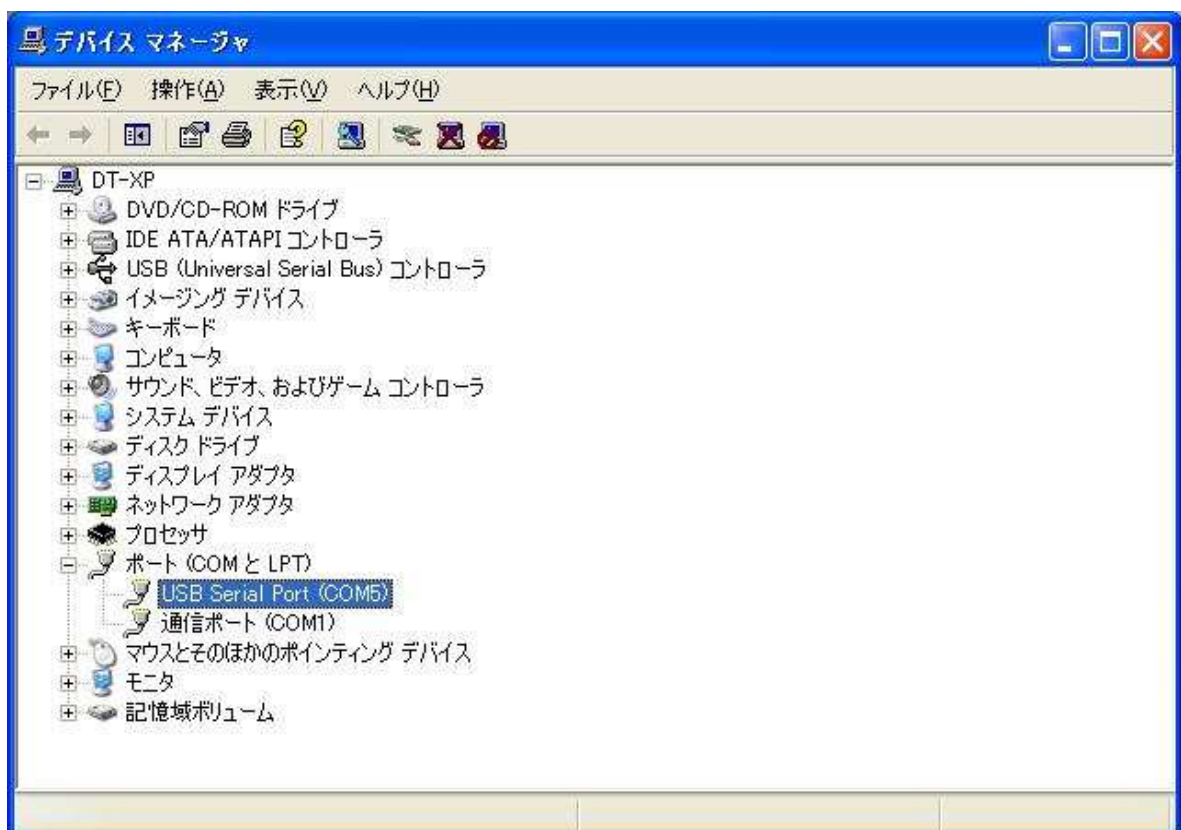 デバイス マネージャ
ファイル(F) 操作(A) 表示(V) ヘルプ(H)
DT-XP
DVD/CD-ROM ドライブ
IDE ATA/ATAPI コントローラ
USB (Universal Serial Bus) コントローラ
イメージング デバイス
キーボード
コンピュータ
サウンド、ビデオ、およびゲーム コントローラ
システム デバイス
ディスク ドライブ
ディスプレイ アダプタ
ネットワーク アダプタ
プロセッサ
ポート (COM と LPT)
USB Serial Port (COM5)
通信ポート (COM1)
マウスとそのほかのポインティング デバイス
モニタ
記憶域ボリューム